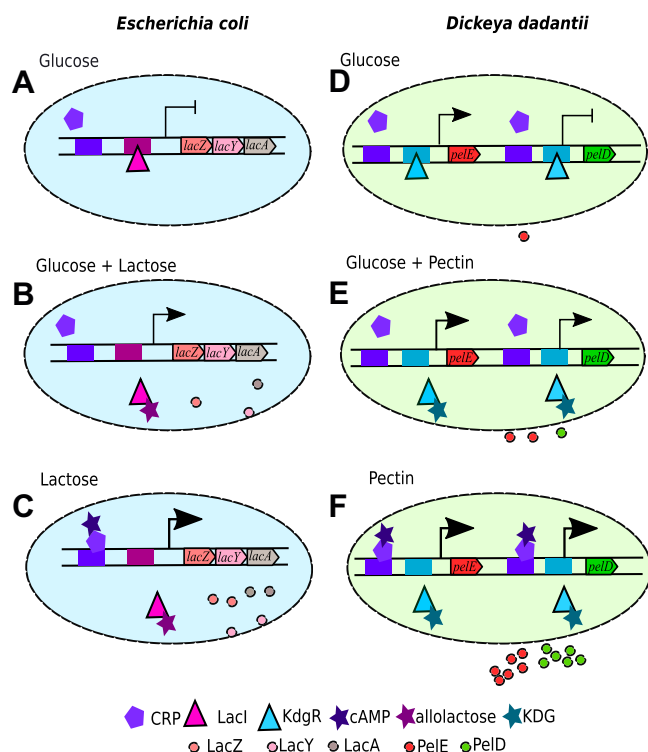 Escherichia coli
Dickeya dadantii
A
Glucose
lacZ lacY lacA
B
Glucose + Lactose
lacZ lacY lacA
C
Lactose
lacZ lacY lacA
D
Glucose
pelE pelD
E
Glucose + Pectin
pelE pelD
F
Pectin
pelE pelD
CRP LacI KdgR cAMP allolactose KDG
LacZ LacY LacA PelE PelD